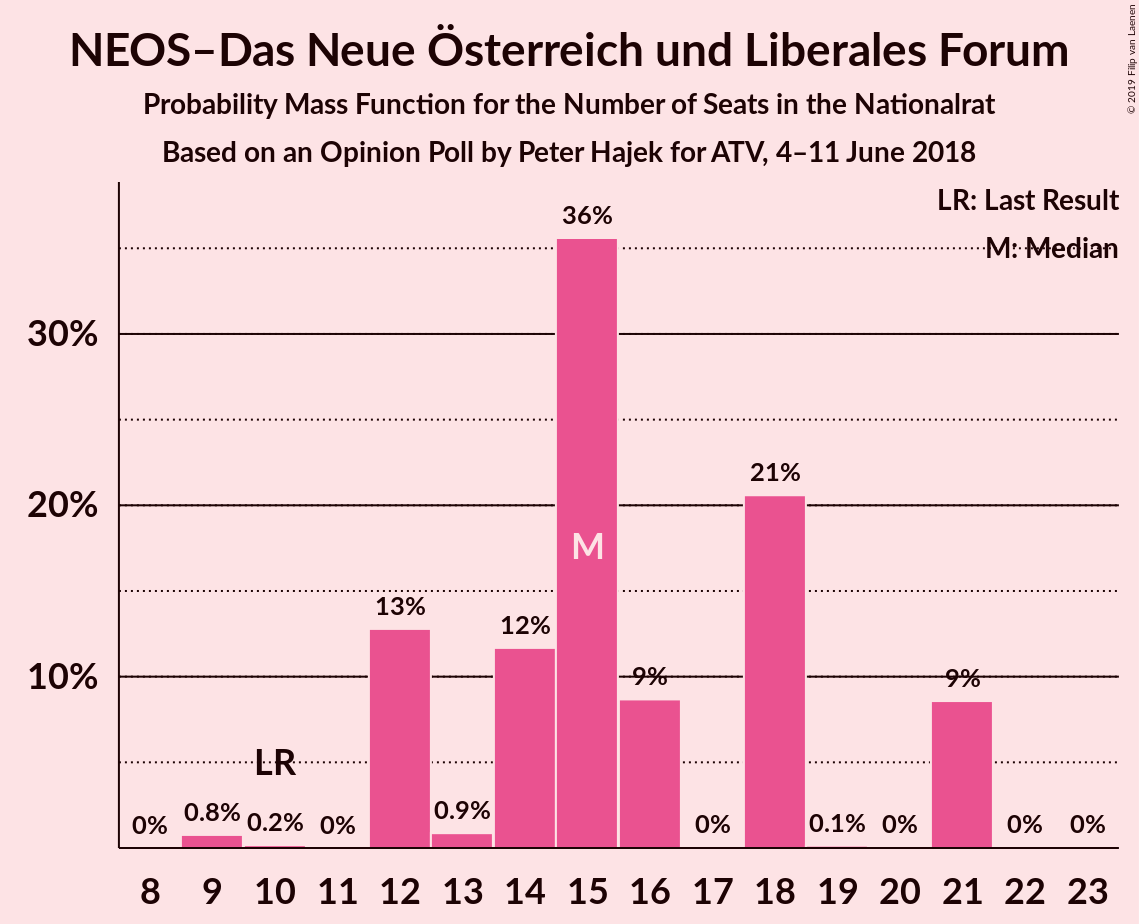 NEOS–Das Neue Österreich und Liberales Forum
Probability Mass Function for the Number of Seats in the Nationalrat
Based on an Opinion Poll by Peter Hajek for ATV, 4–11 June 2018
© 2019 Filip van Laenen
LR: Last Result
M: Median
30%
20%
10%
0%
0.8%
0.2%
0%
13%
0.9%
12%
36%
9%
0%
21%
0.1%
0%
9%
0%
0%
LR
M
8 9 10 11 12 13 14 15 16 17 18 19 20 21 22 23